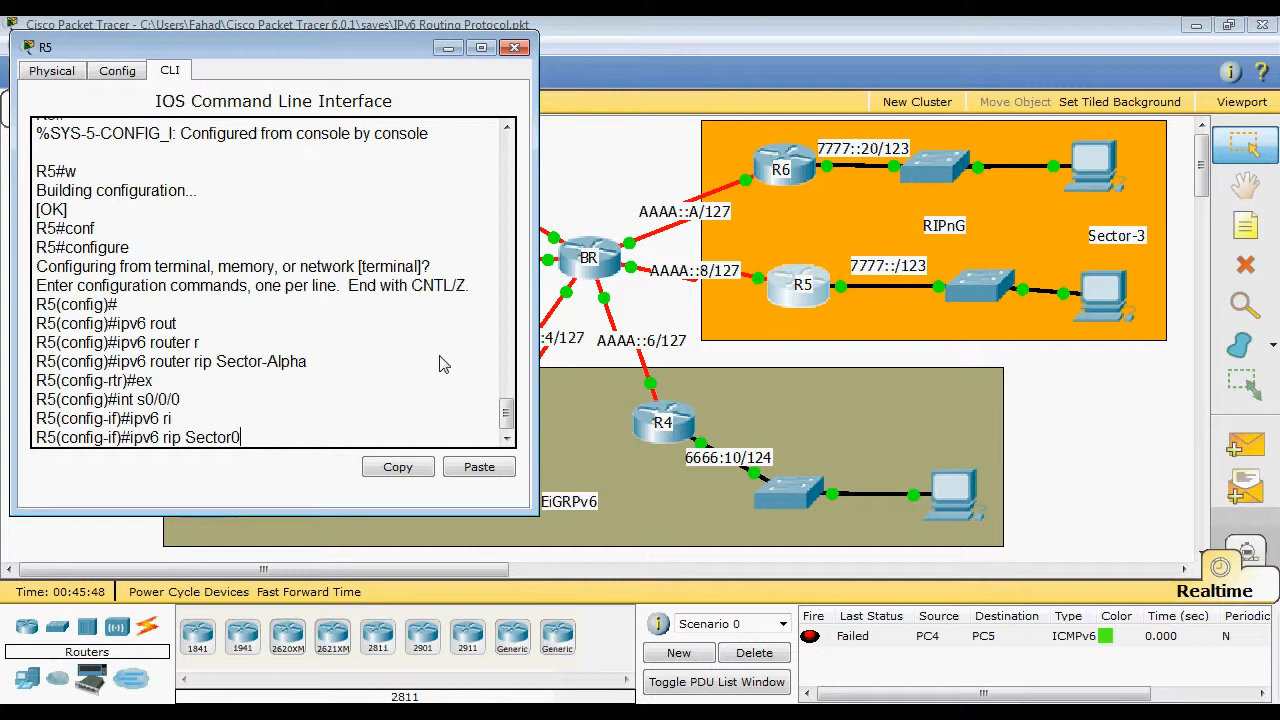 Cisco Packet Tracer - C:\Users\Fahad\Cisco Packet Tracer 6.0.1\saves\IPv6 Routing Protocol.pkt
R5
Physical
Config
CLI
IOS Command Line Interface
%SYS-5-CONFIG_I: Configured from console by console
R5#w
Building configuration...
[OK]
R5#conf
R5#configure
Configuring from terminal, memory, or network [terminal]?
Enter configuration commands, one per line. End with CNTL/Z.
R5(config)#
R5(config)#ipv6 rout
R5(config)#ipv6 router r
R5(config)#ipv6 router rip Sector-Alpha
R5(config-rtr)#ex
R5(config)#int s0/0/0
R5(config-if)#ipv6 ri
R5(config-if)#ipv6 rip Sector0
Copy
Paste
New Cluster
Move Object
Set Tiled Background
Viewport
R6
7777::20/123
AAAA::A/127
RIPnG
Sector-3
BR
AAAA::8/127
R5
7777::/123
:4/127
AAAA::6/127
R4
6666:10/124
EiGRPv6
Time: 00:45:48
Power Cycle Devices
Fast Forward Time
Realtime
Routers
1841
1941
2620XM
2621XM
2811
2901
2911
Generic
Generic
2811
Scenario 0
New
Delete
Toggle PDU List Window
Fire
Last Status
Source
Destination
Type
Color
Time (sec)
Periodic
Failed
PC4
PC5
ICMPv6
0.000
N